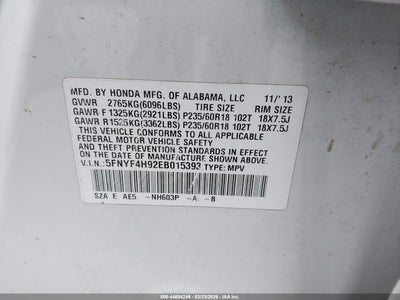 MFD. BY HONDA MFG. OF ALABAMA, LLC 11/'13
GVWR 2765KG(6096LBS) TIRE SIZE RIM SIZE
GAWR F 1325KG(2921LBS) P235/60R18 102T 18X7.5J
GAWR R1525KG(3362LBS) P235/60R18 102T 18X7.5J
THIS VEHICLE CONFORMS TO ALL APPLICABLE
FEDERAL MOTOR VEHICLE SAFETY AND
THEFT PREVENTION STANDARDS IN EFFECT ON
THE DATE OF MANUFACTURE SHOWN ABOVE.
V.I.N.:5FNYF4H92EB015393 TYPE: MPV
SZA E AE5 -NH603P -A -B